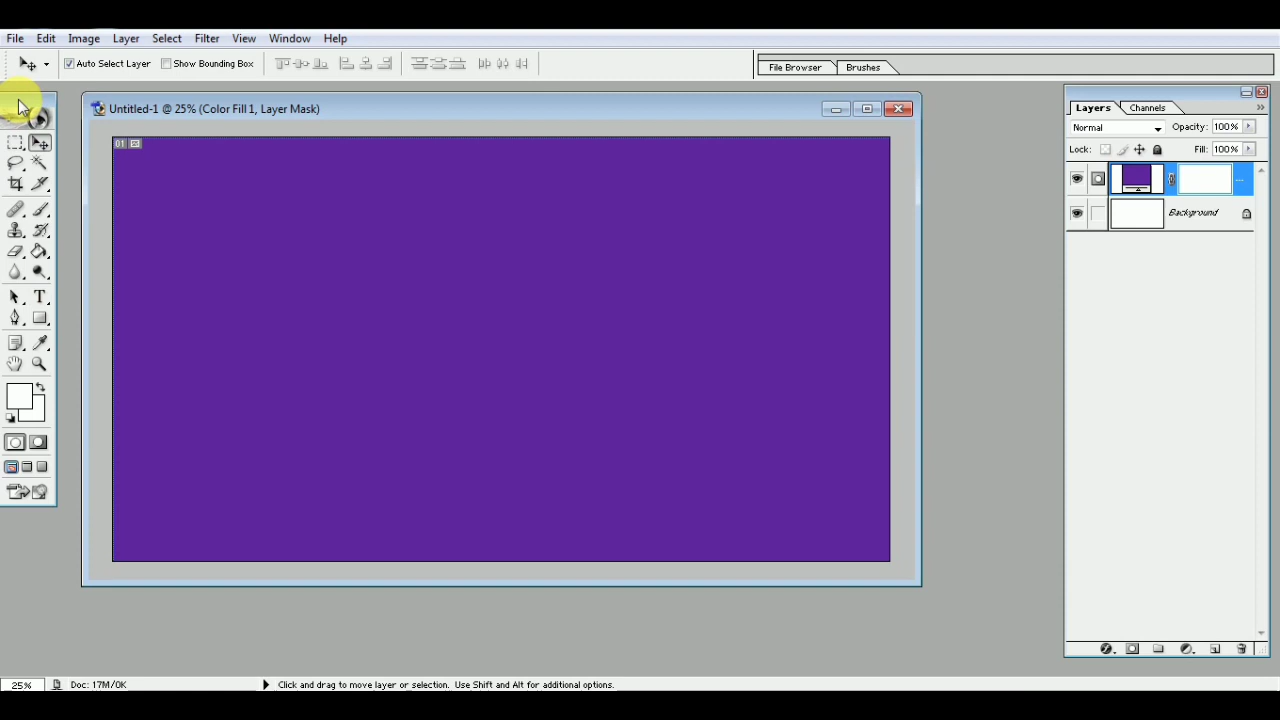 File Edit Image Layer Select Filter View Window Help
Auto Select Layer Show Bounding Box File Browser Brushes
Untitled-1 @ 25% (Color Fill 1, Layer Mask)
01
Layers Channels
Normal Opacity: 100%
Lock: Fill: 100%
...
Background
T
25% Doc: 17M/0K Click and drag to move layer or selection. Use Shift and Alt for additional options.